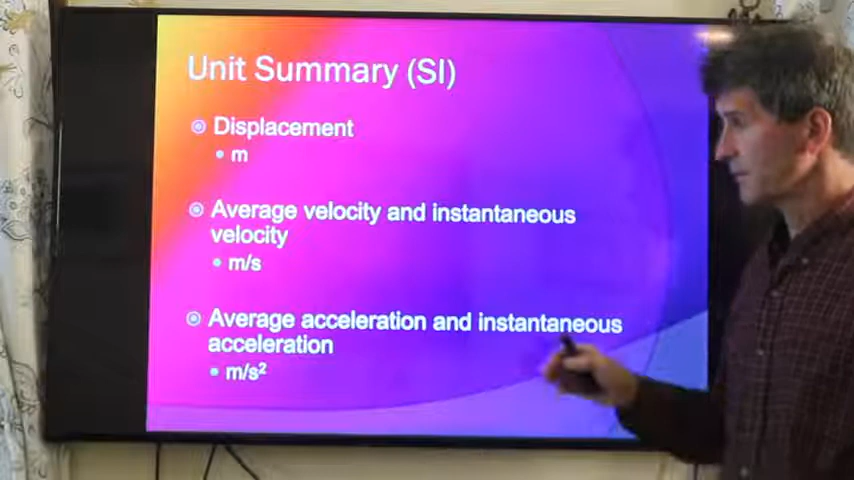 Unit Summary (SI)
Displacement
m
Average velocity and instantaneous
velocity
m/s
Average acceleration and instantaneous
acceleration
m/s²